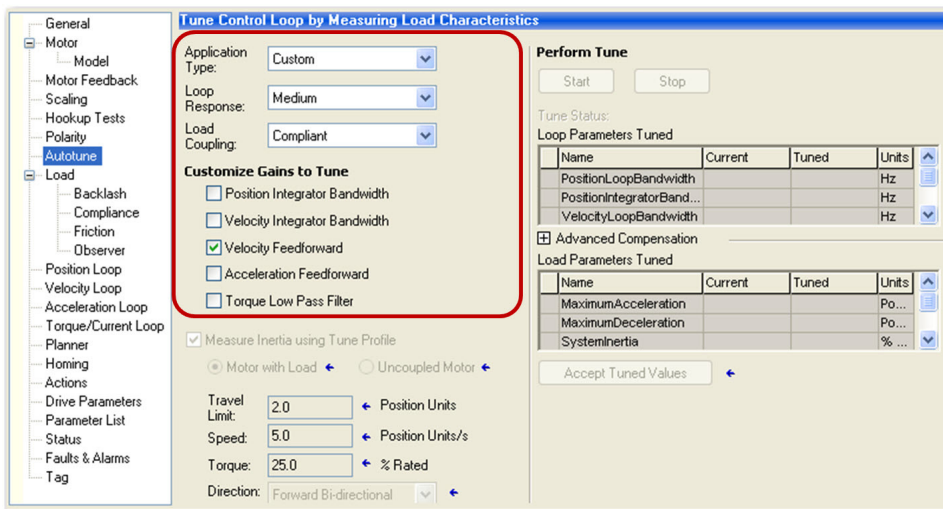 General
Motor
Model
Motor Feedback
Scaling
Hookup Tests
Polarity
Autotune
Load
Backlash
Compliance
Friction
Observer
Position Loop
Velocity Loop
Acceleration Loop
Torque/Current Loop
Planner
Homing
Actions
Drive Parameters
Parameter List
Status
Faults & Alarms
Tag
Tune Control Loop by Measuring Load Characteristics
Application
Type:
Custom
Loop
Response:
Medium
Load
Coupling:
Compliant
Customize Gains to Tune
Position Integrator Bandwidth
Velocity Integrator Bandwidth
Velocity Feedforward
Acceleration Feedforward
Torque Low Pass Filter
Measure Inertia using Tune Profile
Motor with Load
Uncoupled Motor
Travel
Limit:
2.0
Position Units
Speed:
5.0
Position Units/s
Torque:
25.0
% Rated
Direction:
Forward Bi-directional
Perform Tune
Start
Stop
Tune Status:
Loop Parameters Tuned
Name Current Tuned Units
PositionLoopBandwidth Hz
PositionIntegratorBand... Hz
VelocityLoopBandwidth Hz
Advanced Compensation
Load Parameters Tuned
Name Current Tuned Units
MaximumAcceleration Po...
MaximumDeceleration Po...
SystemInertia % ...
Accept Tuned Values